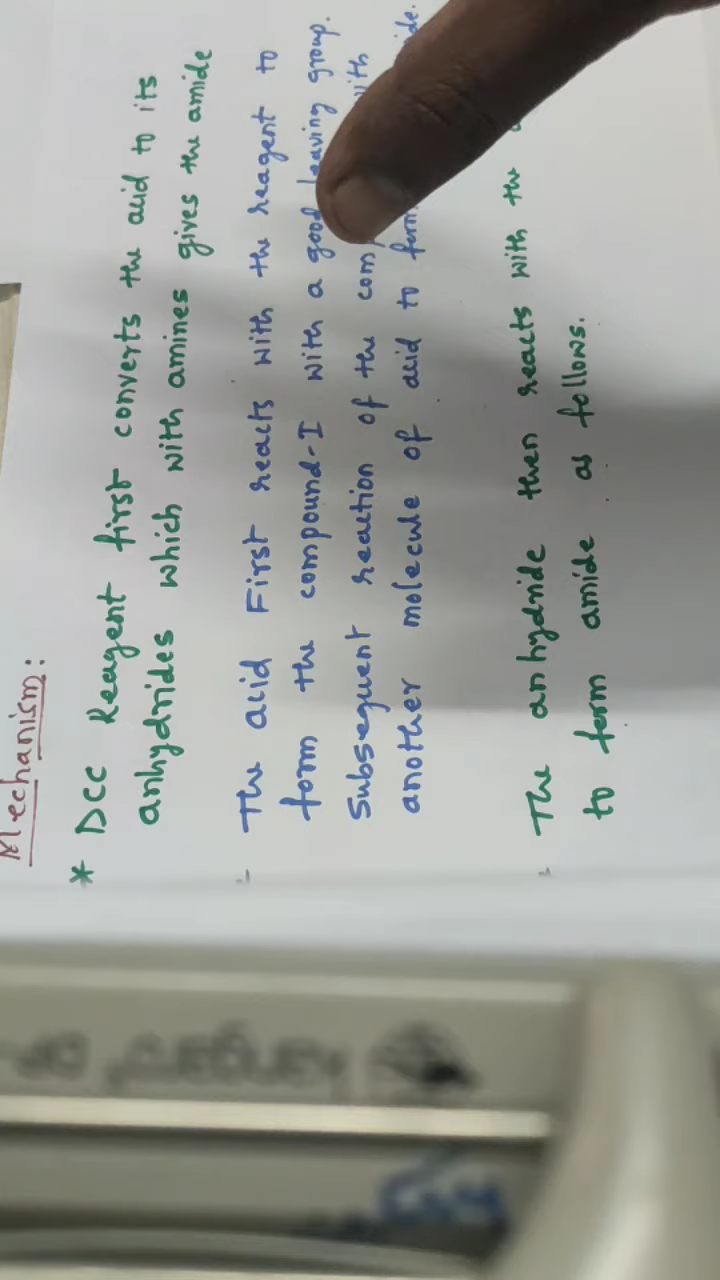 Mechanism:
* DCC Reagent first converts the acid to its
anhydrides which with amines gives the amide
The acid First reacts with the reagent to
form the compound-I with a good leaving group.
Subsequent reaction of the with
another molecule of acid to
The anhydride then reacts with the
to form amide as follows.